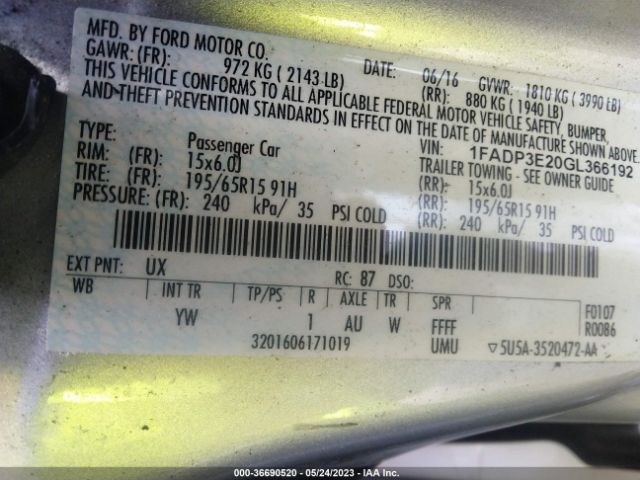 MFD. BY FORD MOTOR CO.
DATE: 06/16 GVWR: 1810 KG ( 3990 LB)
GAWR: (FR): 972 KG ( 2143 LB) (RR): 880 KG ( 1940 LB)
THIS VEHICLE CONFORMS TO ALL APPLICABLE FEDERAL MOTOR VEHICLE SAFETY, BUMPER,
AND THEFT PREVENTION STANDARDS IN EFFECT ON THE DATE OF MANUFACTURE SHOWN ABOVE.
VIN: 1FADP3E20GL366192
TYPE: Passenger Car TRAILER TOWING - SEE OWNER GUIDE
RIM: (FR): 15x6.0J (RR): 15x6.0J
TIRE: (FR): 195/65R15 91H (RR): 195/65R15 91H
PRESSURE: (FR): 240 kPa/ 35 PSI COLD (RR): 240 kPa/ 35 PSI COLD
EXT PNT: UX RC: 87 DSO:
WB INT TR TP/PS R AXLE TR SPR F0107
YW 1 AU W FFFF R0086
3201606171019 UMU ▽5U5A-3520472-AA
000-36690520 - 05/24/2023 - IAA Inc.